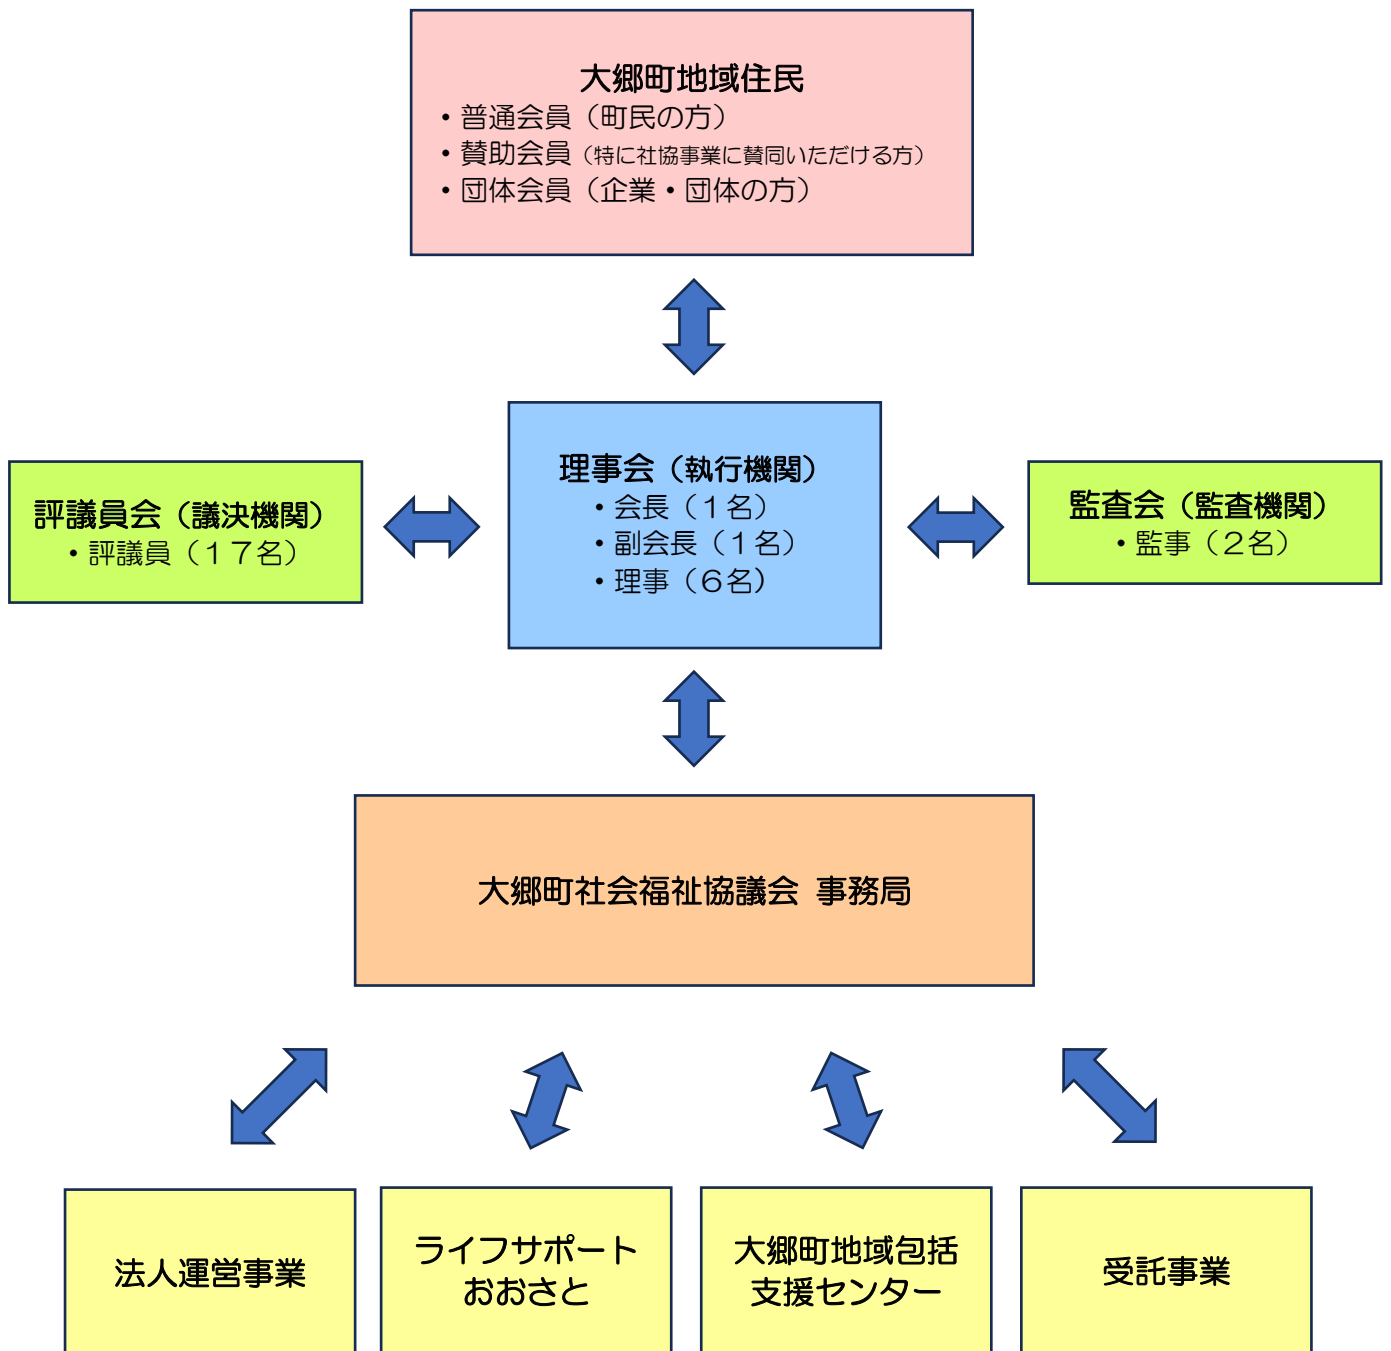 大郷町地域住民
・普通会員（町民の方）
・賛助会員（特に社協事業に賛同いただける方）
・団体会員（企業・団体の方）
理事会（執行機関）
・会長（１名）
・副会長（１名）
・理事（６名）
評議員会（議決機関）
・評議員（１７名）
監査会（監査機関）
・監事（２名）
大郷町社会福祉協議会 事務局
法人運営事業
ライフサポート
おおさと
大郷町地域包括
支援センター
受託事業